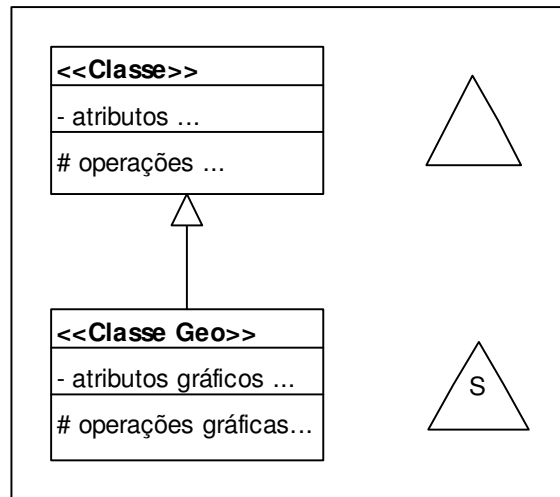 <<Classe>>
- atributos ...
# operações ...
<<Classe Geo>>
- atributos gráficos ...
# operações gráficas...
S